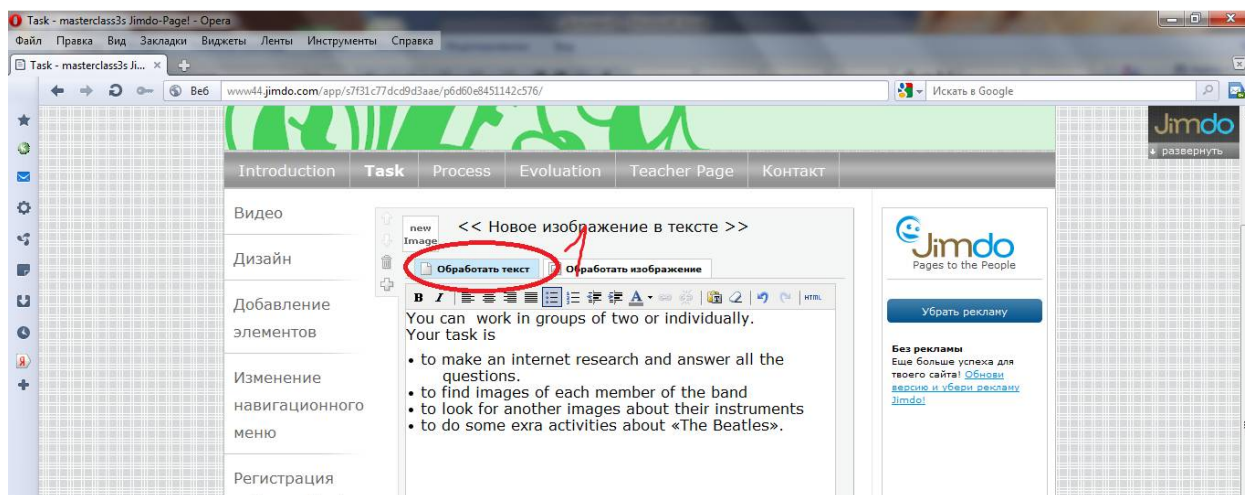 Task - masterclass3s Jimdo-Page! - Opera
Файл Правка Вид Закладки Виджеты Ленты Инструменты Справка
Task - masterclass3s Ji...
Веб www44.jimdo.com/app/s7f31c77dcd9d3aae/p6d60e8451142c576/ Искать в Google
Jimdo
развернуть
Introduction Task Process Evoluation Teacher Page Контакт
Видео
Дизайн
Добавление
элементов
Изменение
навигационного
меню
Регистрация
new
Image
<< Новое изображение в тексте >>
1
Обработать текст Обработать изображение
B I A HTML
You can work in groups of two or individually.
Your task is
• to make an internet research and answer all the
questions.
• to find images of each member of the band
• to look for another images about their instruments
• to do some exra activities about «The Beatles».
Jimdo
Pages to the People
Убрать рекламу
Без рекламы
Еще больше успеха для
твоего сайта! Обнови
версию и убери рекламу
Jimdo!